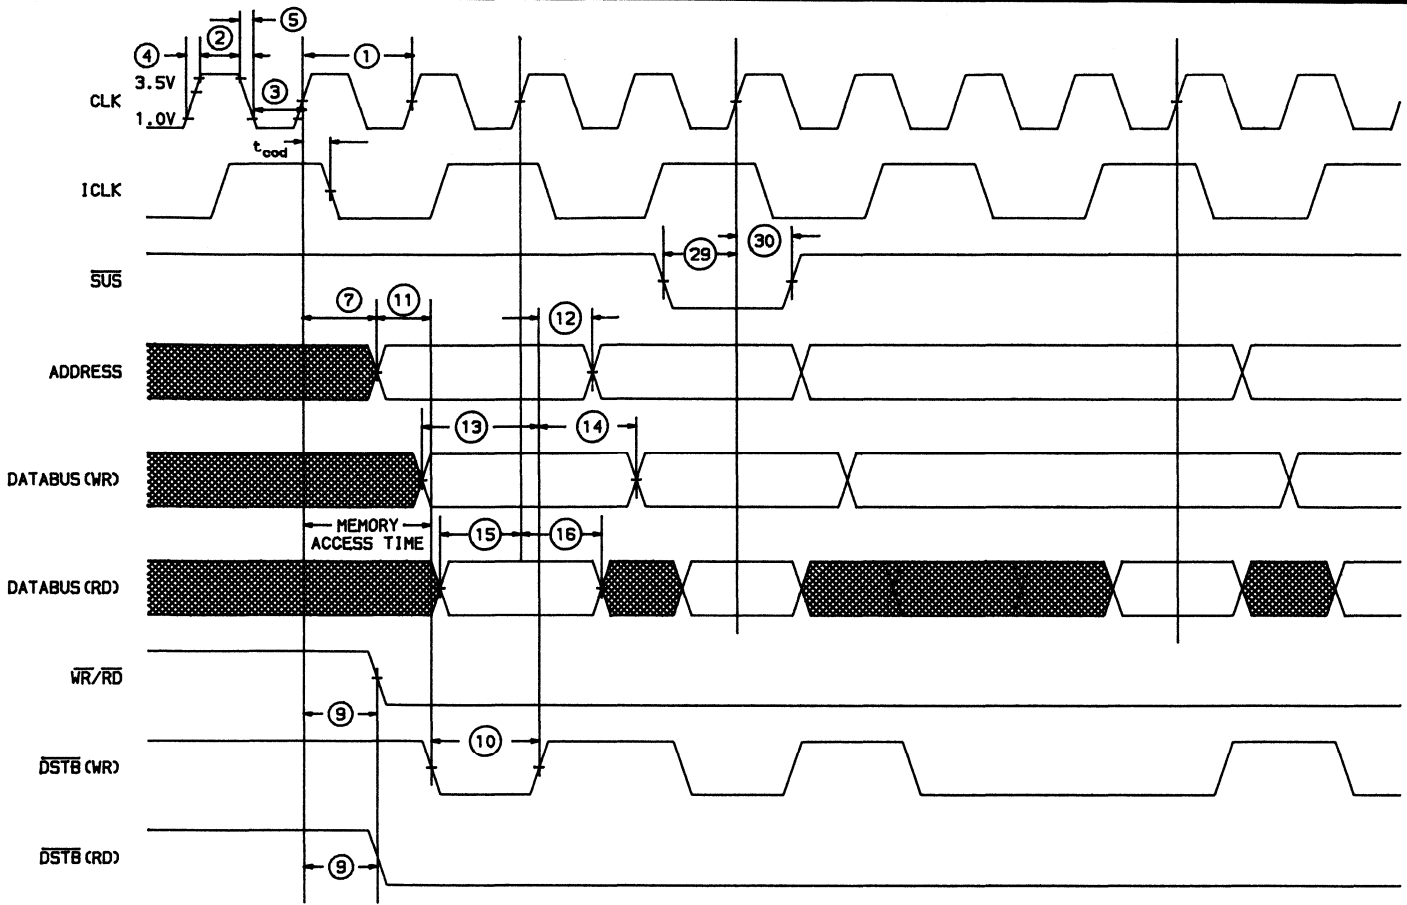 ⑤
④ ② ①
3.5V
CLK ③
1.0V
tcod
ICLK
SUS ㉙ ㉚
⑦ ⑪ ⑫
ADDRESS
⑬ ⑭
DATABUS(WR)
MEMORY ⑮ ⑯
ACCESS TIME
DATABUS(RD)
WR/RD
⑨
⑩
DSTB(WR)
DSTB(RD) ⑨